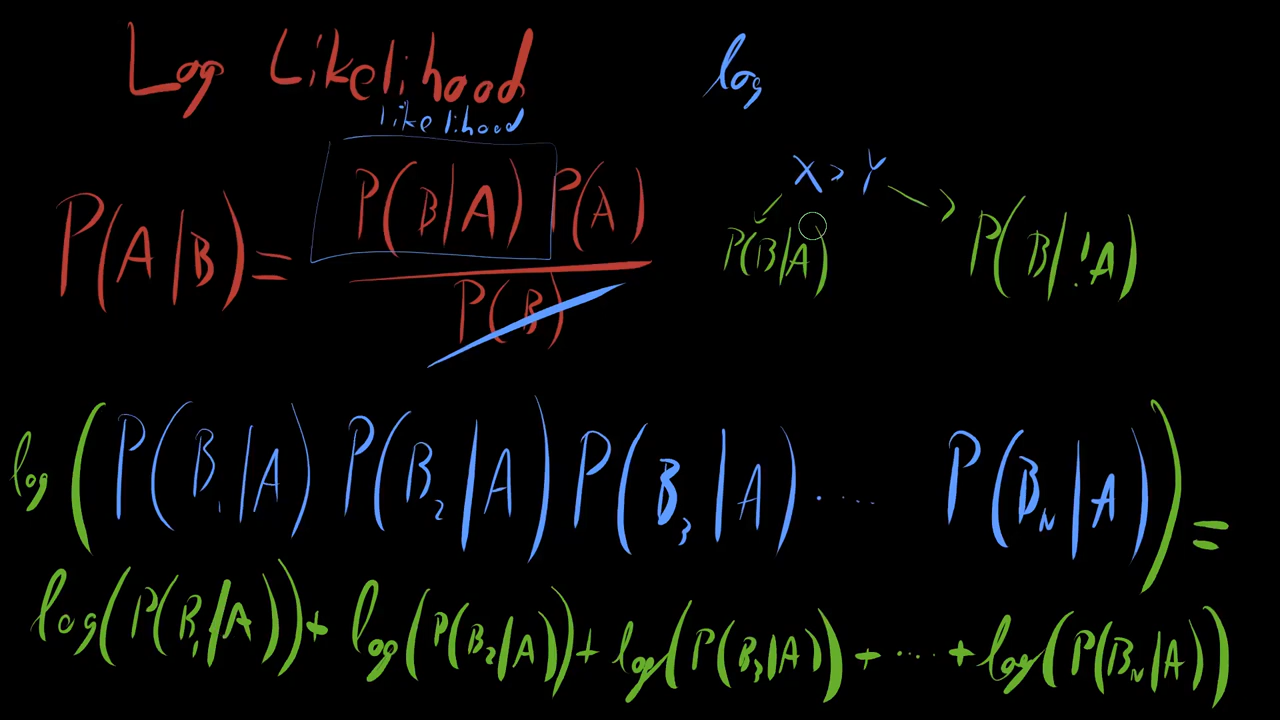 Log Likelihood
log
likelihood
X > Y
P(A|B) = P(B|A) P(A)
P(B)
P(B|A)
P(B|!A)
log(P(B₁|A) P(B₂|A) P(B₃|A) ..... P(Bₙ|A)) =
log(P(B₁|A)) + log(P(B₂|A)) + log(P(B₃|A)) + .... + log(P(Bₙ|A))